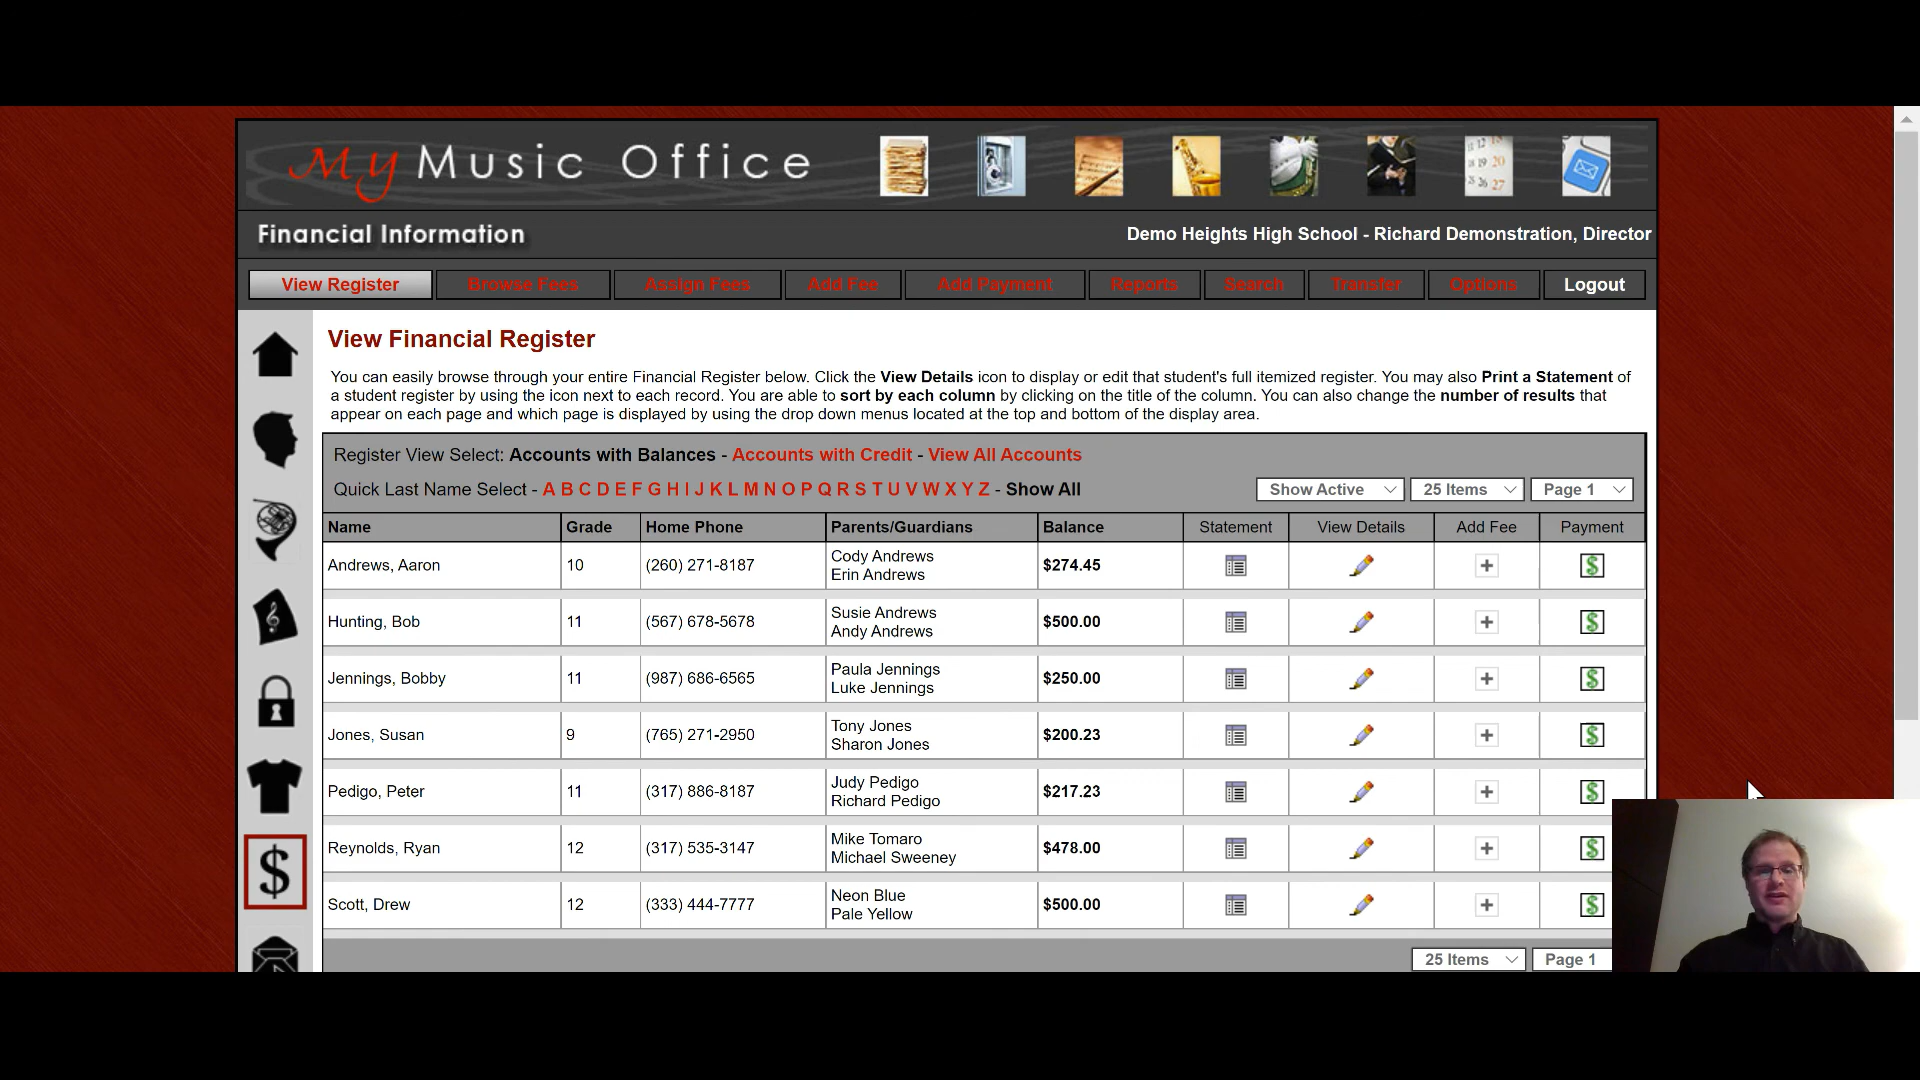 My Music Office
Financial Information
Demo Heights High School - Richard Demonstration, Director
View Register
Browse Fees
Assign Fees
Add Fee
Add Payment
Reports
Search
Transfer
Options
Logout
View Financial Register
You can easily browse through your entire Financial Register below. Click the View Details icon to display or edit that student's full itemized register. You may also Print a Statement of
a student register by using the icon next to each record. You are able to sort by each column by clicking on the title of the column. You can also change the number of results that
appear on each page and which page is displayed by using the drop down menus located at the top and bottom of the display area.
Register View Select: Accounts with Balances - Accounts with Credit - View All Accounts
Quick Last Name Select - A B C D E F G H I J K L M N O P Q R S T U V W X Y Z - Show All
Show Active
25 Items
Page 1
Name Grade Home Phone Parents/Guardians Balance Statement View Details Add Fee Payment
Andrews, Aaron 10 (260) 271-8187 Cody Andrews $274.45
Erin Andrews
Hunting, Bob 11 (567) 678-5678 Susie Andrews $500.00
Andy Andrews
Jennings, Bobby 11 (987) 686-6565 Paula Jennings $250.00
Luke Jennings
Jones, Susan 9 (765) 271-2950 Tony Jones $200.23
Sharon Jones
Pedigo, Peter 11 (317) 886-8187 Judy Pedigo $217.23
Richard Pedigo
Reynolds, Ryan 12 (317) 535-3147 Mike Tomaro $478.00
Michael Sweeney
Scott, Drew 12 (333) 444-7777 Neon Blue $500.00
Pale Yellow
25 Items
Page 1